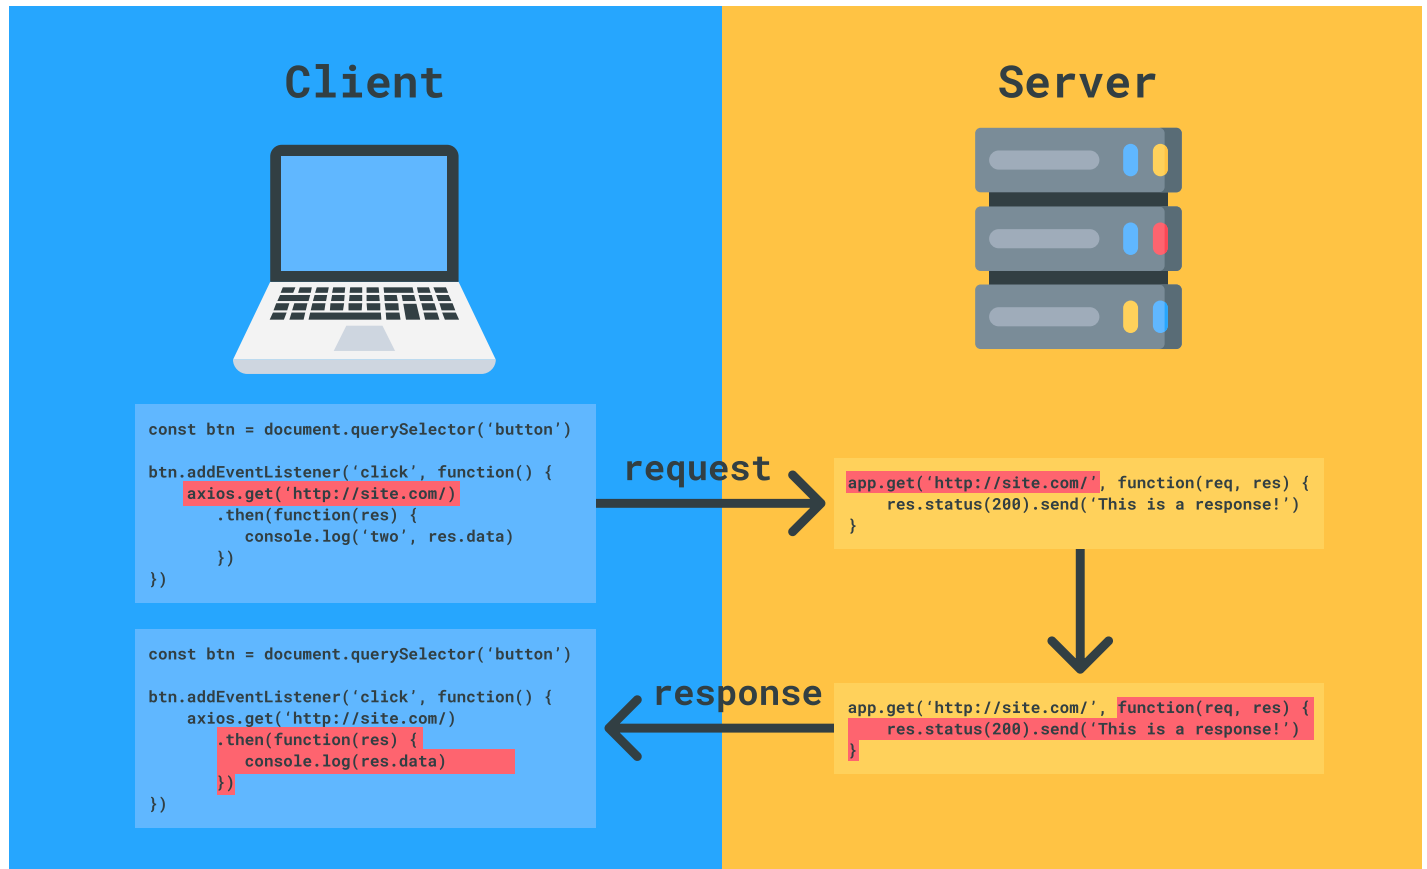 Client
Server
const btn = document.querySelector(‘button’)
btn.addEventListener(‘click’, function() {
axios.get(‘http://site.com/)
.then(function(res) {
console.log(‘two’, res.data)
})
})
request
app.get(‘http://site.com/’, function(req, res) {
res.status(200).send(‘This is a response!’)
}
const btn = document.querySelector(‘button’)
btn.addEventListener(‘click’, function() {
axios.get(‘http://site.com/)
.then(function(res) {
console.log(res.data)
})
})
response
app.get(‘http://site.com/’, function(req, res) {
res.status(200).send(‘This is a response!’)
}